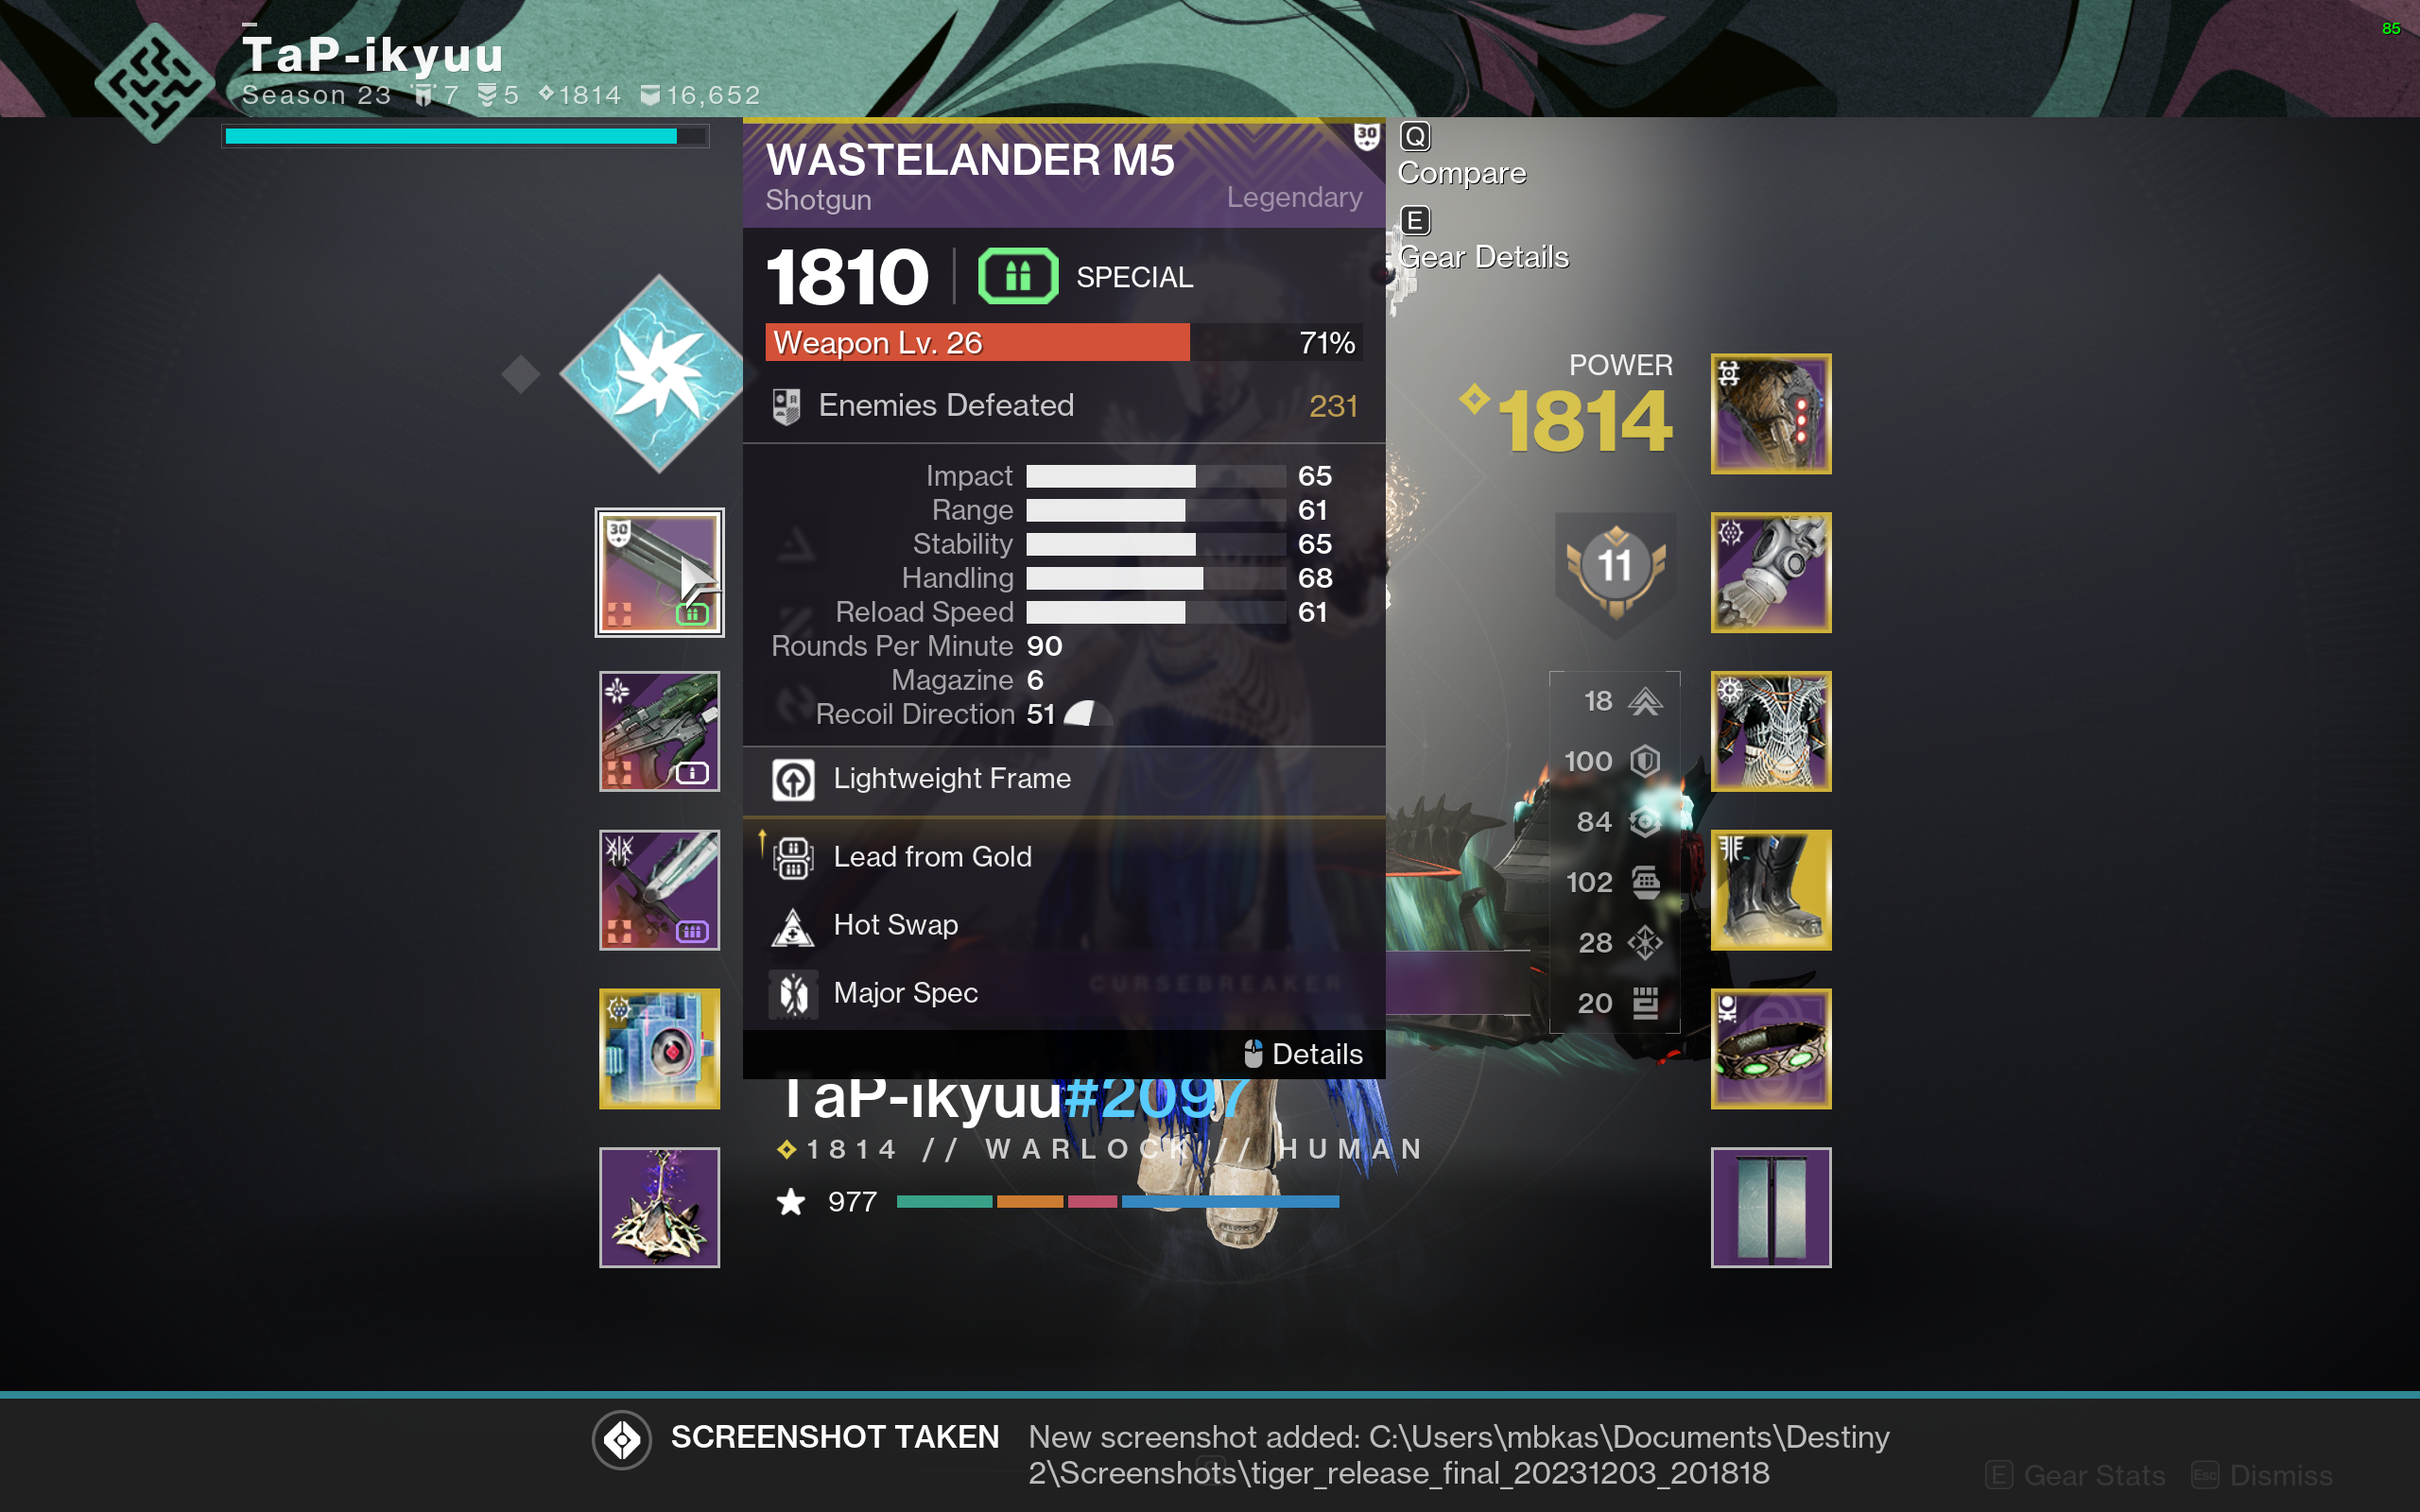 TaP-ikyuu
Season 23 7 5 1814 16,652
85
WASTELANDER M5
Shotgun
Legendary
30
1810 SPECIAL
Weapon Lv. 26 71%
Enemies Defeated 231
Impact 65
Range 61
Stability 65
Handling 68
Reload Speed 61
Rounds Per Minute 90
Magazine 6
Recoil Direction 51
Lightweight Frame
Lead from Gold
Hot Swap
Major Spec
CURSEBREAKER
Details
Q
Compare
E
Gear Details
POWER
1814
11
18
100
84
102
28
20
30
TaP-ikyuu#2097
1814 // WARLOCK // HUMAN
977
SCREENSHOT TAKEN
New screenshot added: C:\Users\mbkas\Documents\Destiny
2\Screenshots\tiger_release_final_20231203_201818
E Gear Stats Esc Dismiss